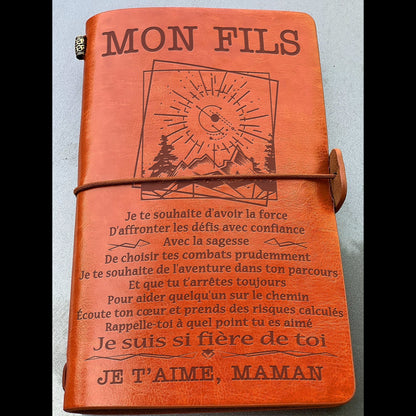 MON FILS
Je te souhaite d'avoir la force
D'affronter les défis avec confiance
Avec la sagesse
De choisir tes combats prudemment
Je te souhaite de l'aventure dans ton parcours
Et que tu t'arrêtes toujours
Pour aider quelqu'un sur le chemin
Écoute ton cœur et prends des risques calculés
Rappelle-toi à quel point tu es aimé
Je suis si fière de toi
JE T'AIME, MAMAN